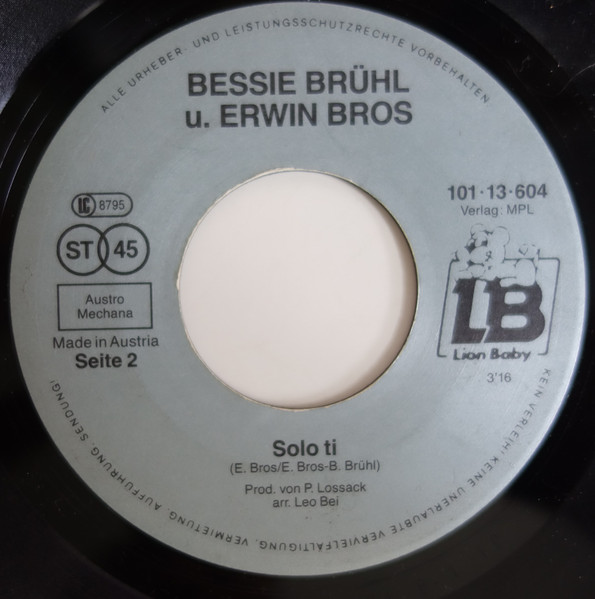 ALLE URHEBER- UND LEISTUNGSSCHUTZRECHTE VORBEHALTEN
BESSIE BRÜHL
u. ERWIN BROS
LC 8795
ST 45
Austro
Mechana
Made in Austria
Seite 2
101·13·604
Verlag: MPL
LB
Lion Baby
3'16
Solo ti
(E. Bros/E. Bros-B. Brühl)
Prod. von P. Lossack
arr. Leo Bei
KEIN VERLEIH! KEINE UNERLAUBTE VERVIELFÄLTIGUNG, VERMIETUNG, AUFFÜHRUNG, SENDUNG!